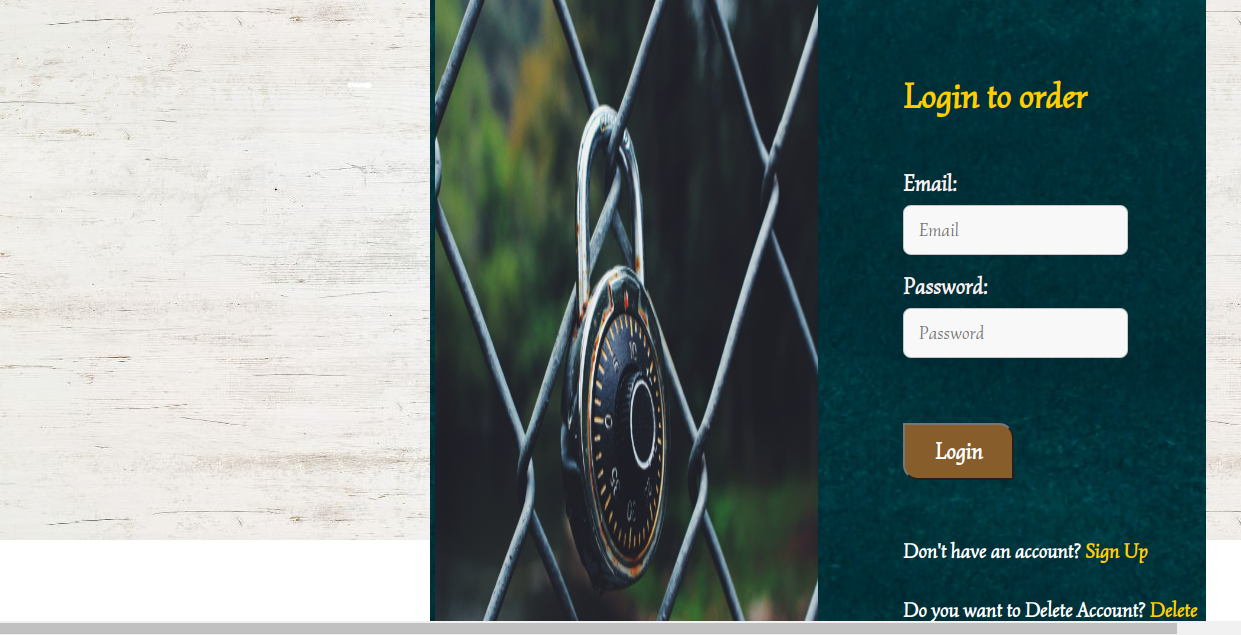 Login to order
Email:
Email
Password:
Password
Login
Don't have an account? Sign Up
Do you want to Delete Account? Delete